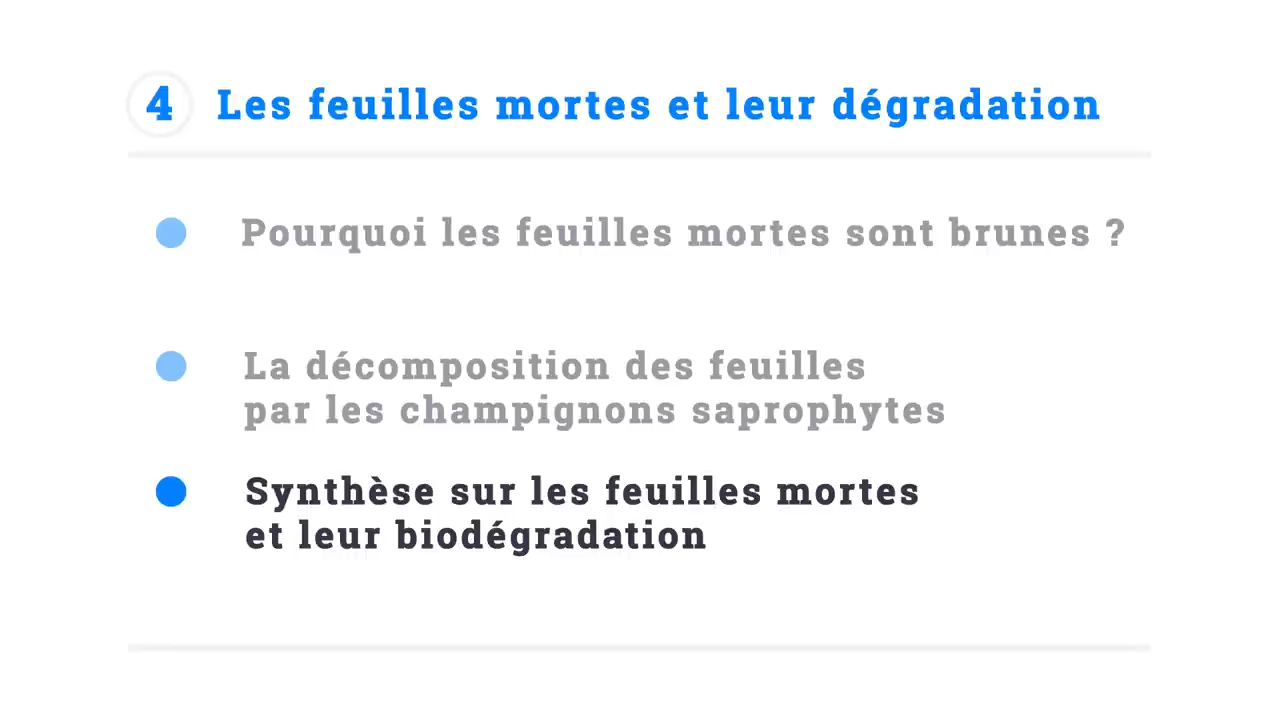 4 Les feuilles mortes et leur dégradation
Pourquoi les feuilles mortes sont brunes ?
La décomposition des feuilles
par les champignons saprophytes
Synthèse sur les feuilles mortes
et leur biodégradation